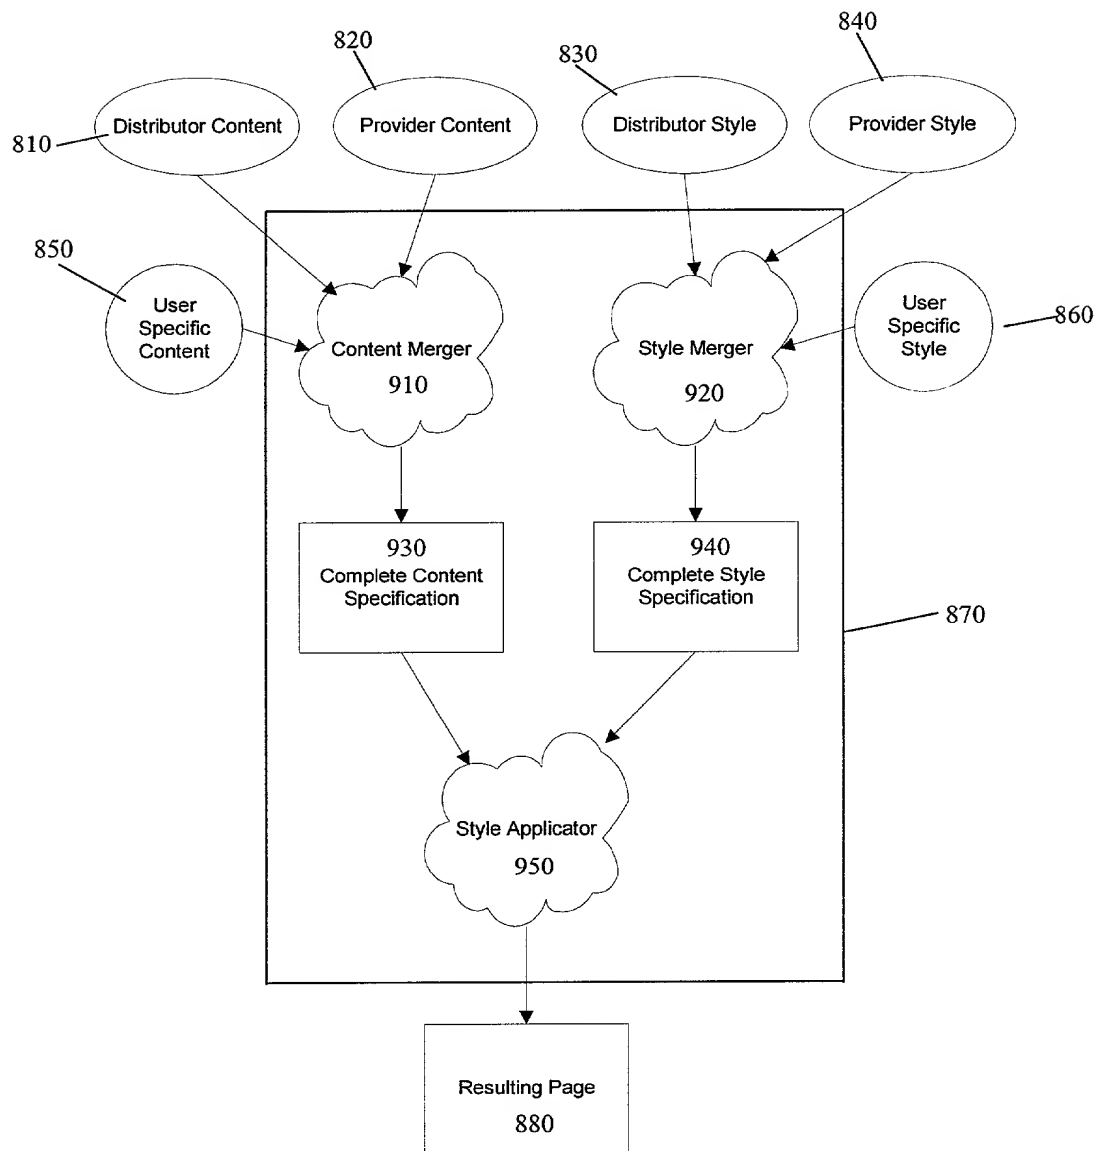 820
830
840
810
Distributor Content
Provider Content
Distributor Style
Provider Style
850
User
Specific
Content
Content Merger
910
Style Merger
920
User
Specific
Style
860
930
Complete Content
Specification
940
Complete Style
Specification
870
Style Applicator
950
Resulting Page
880